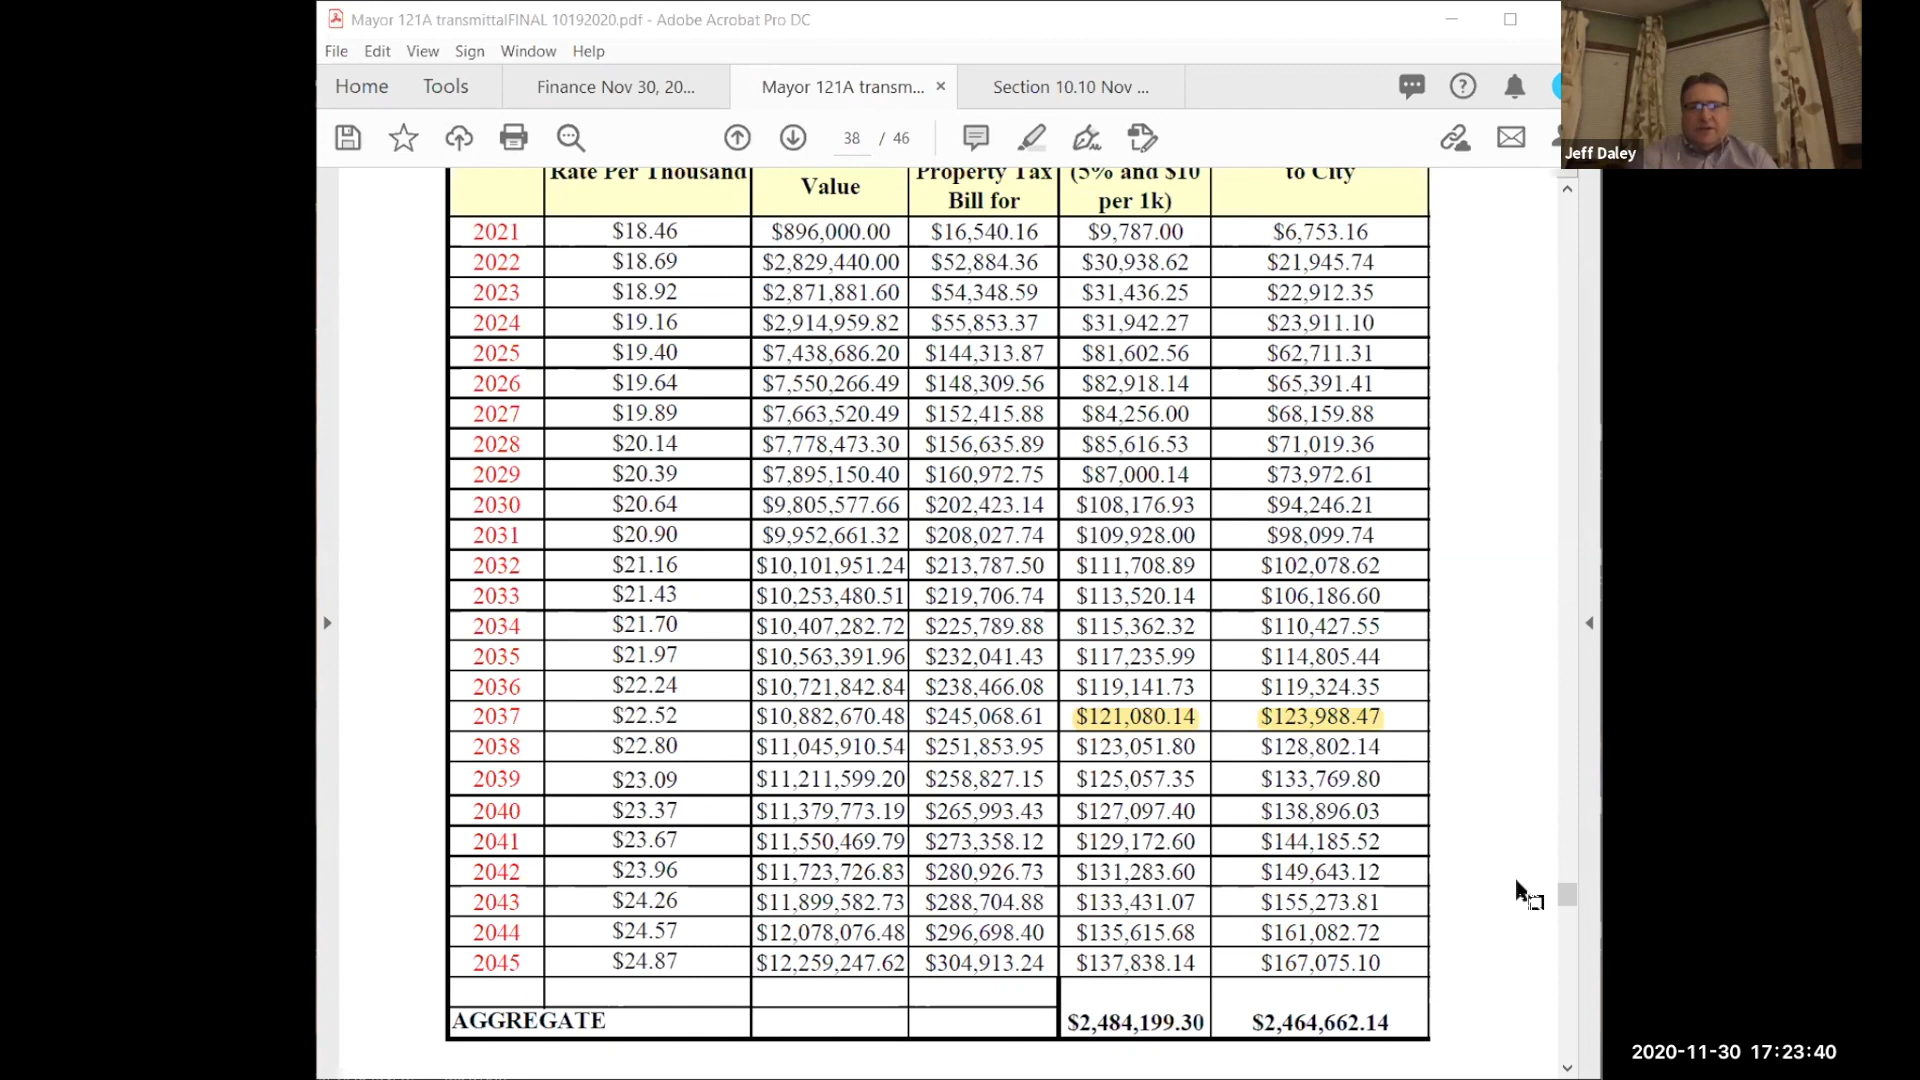 Mayor 121A transmittalFINAL 10192020.pdf - Adobe Acrobat Pro DC
File Edit View Sign Window Help
Home Tools Finance Nov 30, 20... Mayor 121A transm... × Section 10.10 Nov ...
38 / 46
Jeff Daley
Rate Per Thousand Value Property Tax Bill for (5% and $10 per 1k) to City
2021 $18.46 $896,000.00 $16,540.16 $9,787.00 $6,753.16
2022 $18.69 $2,829,440.00 $52,884.36 $30,938.62 $21,945.74
2023 $18.92 $2,871,881.60 $54,348.59 $31,436.25 $22,912.35
2024 $19.16 $2,914,959.82 $55,853.37 $31,942.27 $23,911.10
2025 $19.40 $7,438,686.20 $144,313.87 $81,602.56 $62,711.31
2026 $19.64 $7,550,266.49 $148,309.56 $82,918.14 $65,391.41
2027 $19.89 $7,663,520.49 $152,415.88 $84,256.00 $68,159.88
2028 $20.14 $7,778,473.30 $156,635.89 $85,616.53 $71,019.36
2029 $20.39 $7,895,150.40 $160,972.75 $87,000.14 $73,972.61
2030 $20.64 $9,805,577.66 $202,423.14 $108,176.93 $94,246.21
2031 $20.90 $9,952,661.32 $208,027.74 $109,928.00 $98,099.74
2032 $21.16 $10,101,951.24 $213,787.50 $111,708.89 $102,078.62
2033 $21.43 $10,253,480.51 $219,706.74 $113,520.14 $106,186.60
2034 $21.70 $10,407,282.72 $225,789.88 $115,362.32 $110,427.55
2035 $21.97 $10,563,391.96 $232,041.43 $117,235.99 $114,805.44
2036 $22.24 $10,721,842.84 $238,466.08 $119,141.73 $119,324.35
2037 $22.52 $10,882,670.48 $245,068.61 $121,080.14 $123,988.47
2038 $22.80 $11,045,910.54 $251,853.95 $123,051.80 $128,802.14
2039 $23.09 $11,211,599.20 $258,827.15 $125,057.35 $133,769.80
2040 $23.37 $11,379,773.19 $265,993.43 $127,097.40 $138,896.03
2041 $23.67 $11,550,469.79 $273,358.12 $129,172.60 $144,185.52
2042 $23.96 $11,723,726.83 $280,926.73 $131,283.60 $149,643.12
2043 $24.26 $11,899,582.73 $288,704.88 $133,431.07 $155,273.81
2044 $24.57 $12,078,076.48 $296,698.40 $135,615.68 $161,082.72
2045 $24.87 $12,259,247.62 $304,913.24 $137,838.14 $167,075.10
AGGREGATE $2,484,199.30 $2,464,662.14
2020-11-30 17:23:40